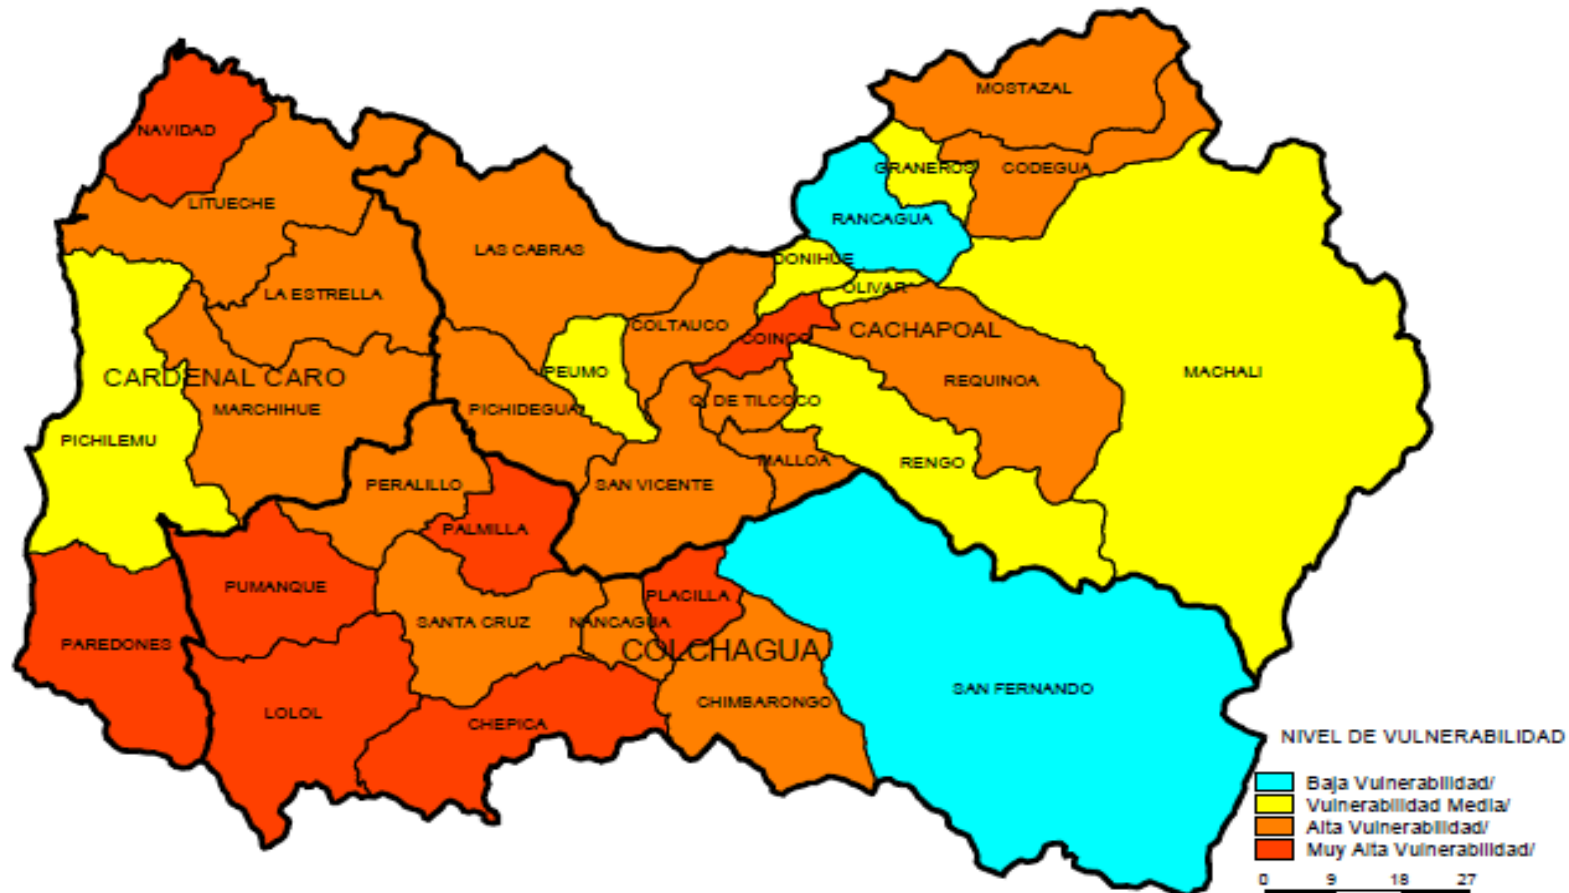 MOSTAZAL
NAVIDAD
GRANEROS
CODEGUA
LITUECHE
RANCAGUA
LAS CABRAS
DONIHUE
OLIVAR
LA ESTRELLA
COLTAUCO
CACHAPOAL
COINCO
PEUMO
MACHALI
CARDENAL CARO
REQUINOA
MARCHIHUE
PICHIDEGUA
Q. DE TILCOCO
PICHILEMU
MALLOA
RENGO
PERALILLO
SAN VICENTE
PALMILLA
PUMANQUE
PLACILLA
SANTA CRUZ
NANCAGUA
PAREDONES
COLCHAGUA
SAN FERNANDO
CHIMBARONGO
LOLOL
CHEPICA
NIVEL DE VULNERABILIDAD
Baja Vulnerabilidad/
Vulnerabilidad Media/
Alta Vulnerabilidad/
Muy Alta Vulnerabilidad/
0 9 18 27